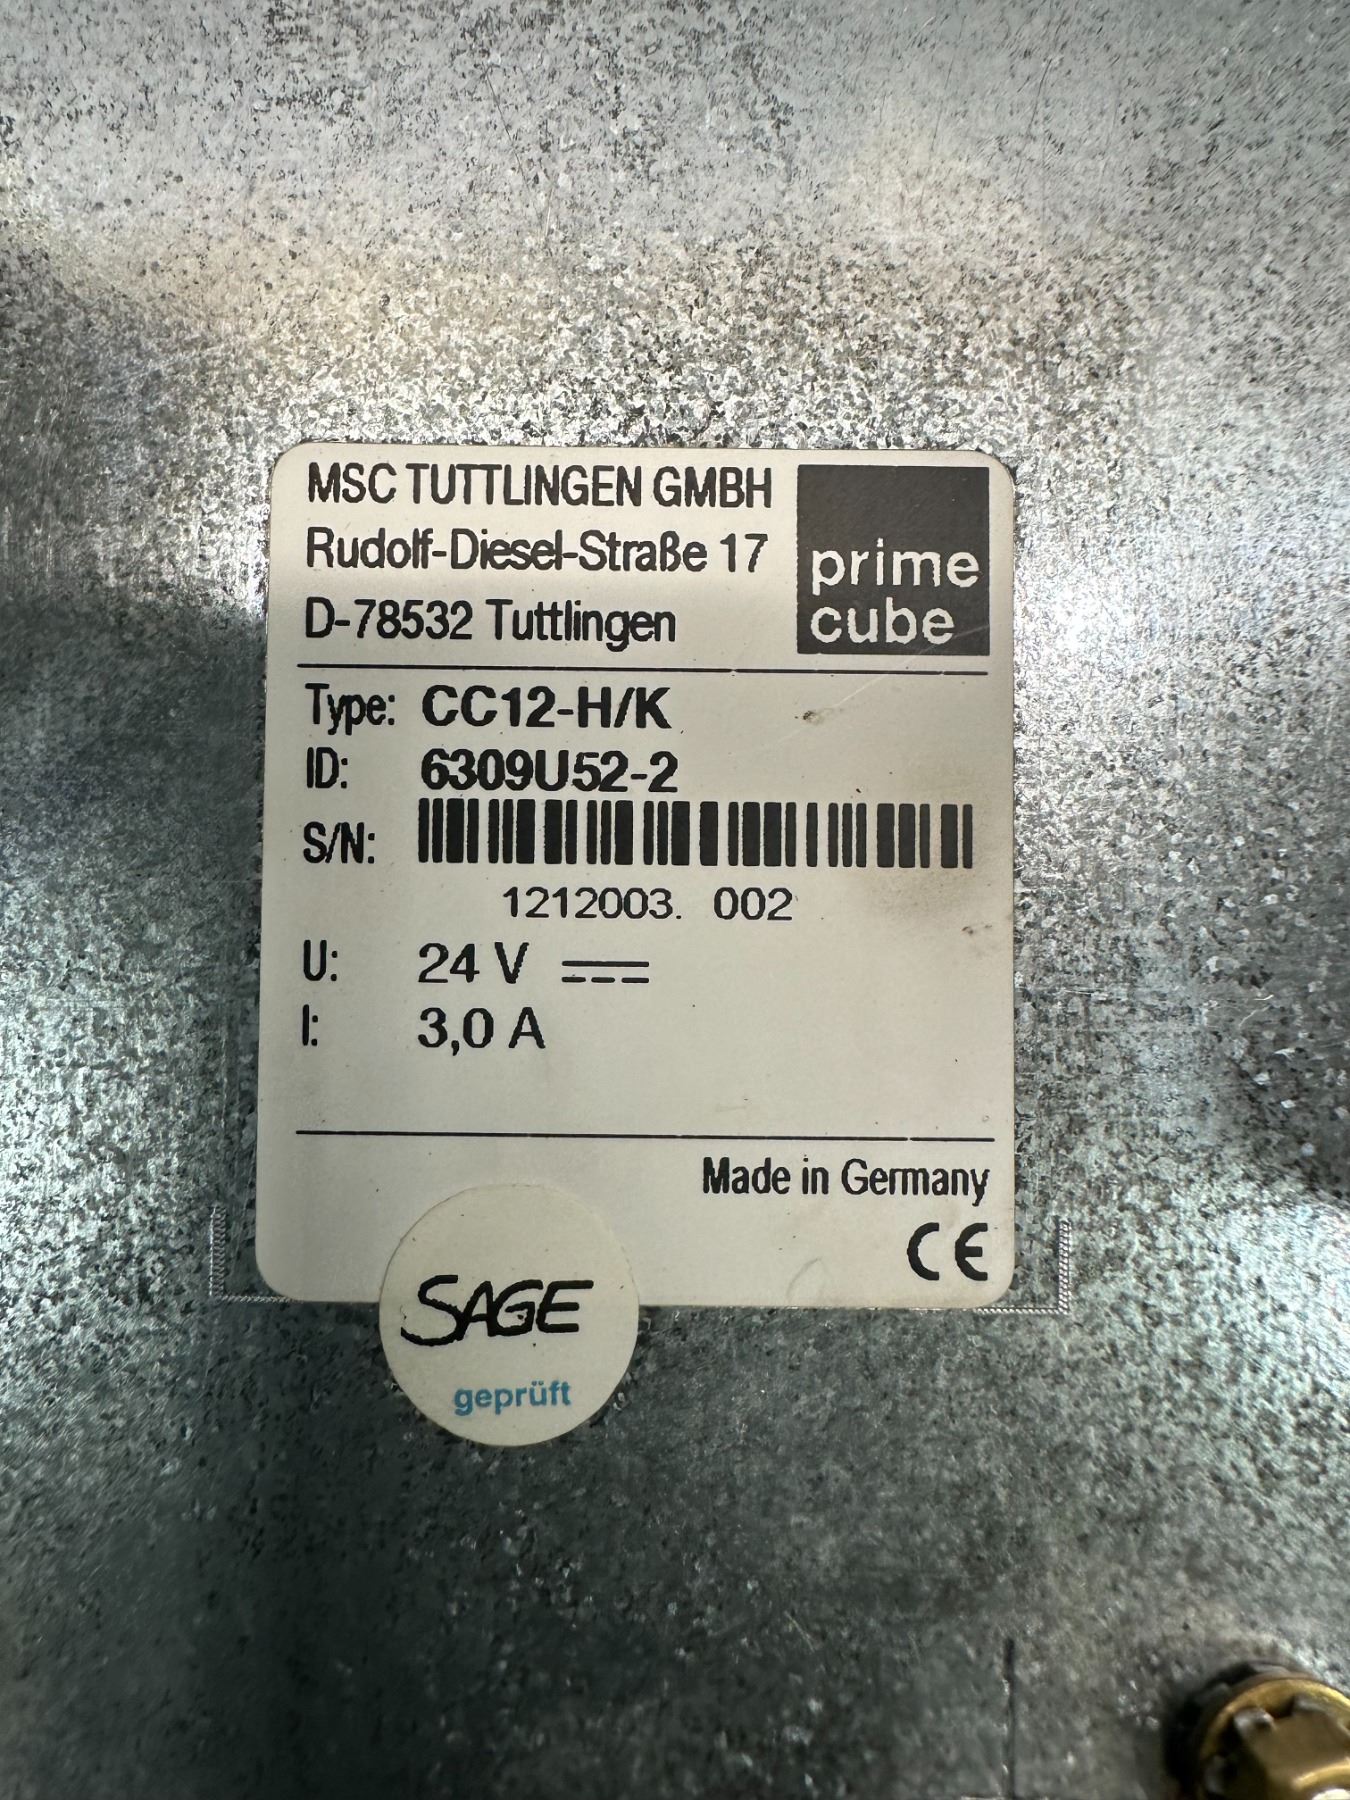 MSC TUTTLINGEN GMBH
Rudolf-Diesel-Straße 17
D-78532 Tuttlingen
prime
cube
Type: CC12-H/K
ID: 6309U52-2
S/N:
1212003. 002
U: 24 V
I: 3,0 A
Made in Germany
CE
SAGE
geprüft